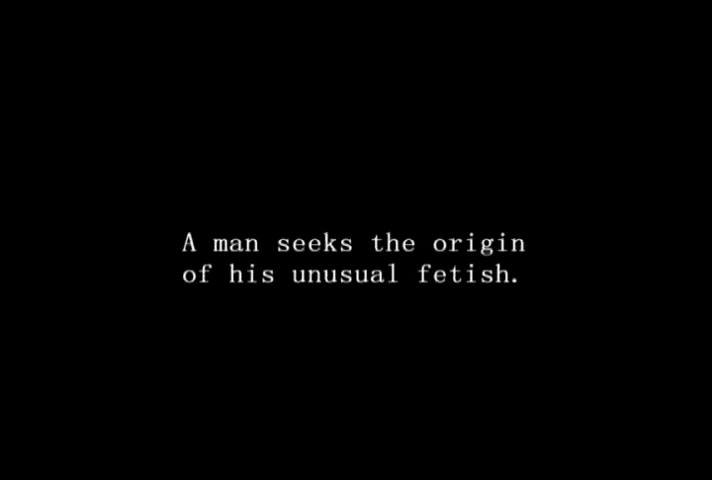 A man seeks the origin
of his unusual fetish.